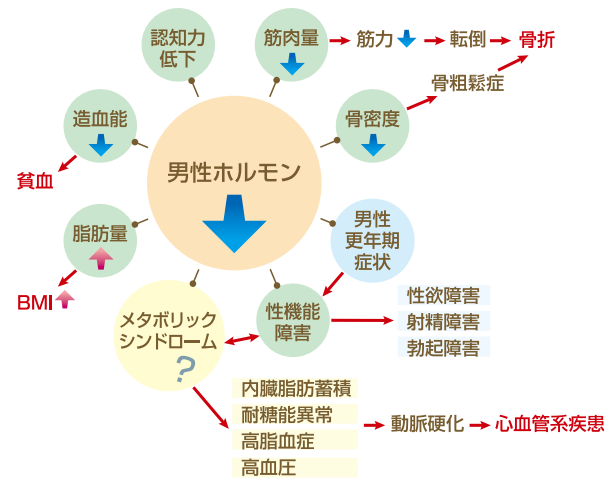 認知力
低下
筋肉量
筋力
転倒
骨折
骨粗鬆症
骨密度
造血能
貧血
男性ホルモン
脂肪量
BMI
男性
更年期
症状
性機能
障害
性欲障害
射精障害
勃起障害
メタボリック
シンドローム
?
内臓脂肪蓄積
耐糖能異常
高脂血症
高血圧
動脈硬化
心血管系疾患